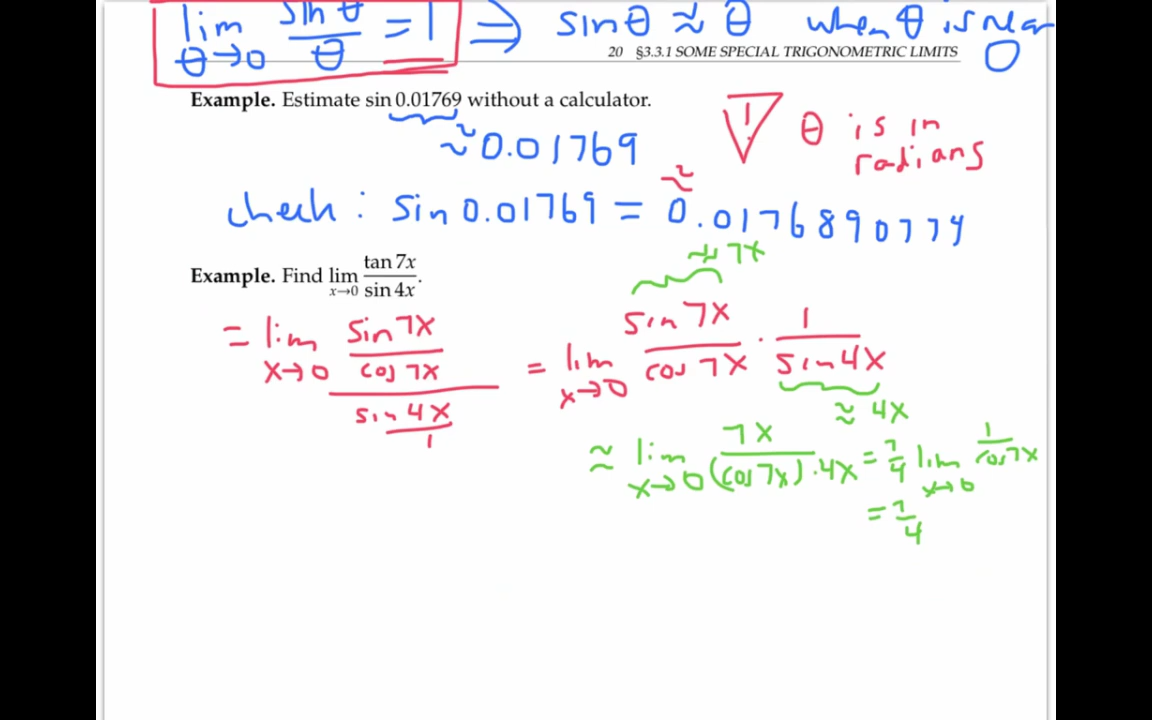 lim θ→0 sin θ / θ = 1 ⇒ sin θ ≈ θ when θ is near 0
20 §3.3.1 SOME SPECIAL TRIGONOMETRIC LIMITS
Example. Estimate sin 0.01769 without a calculator.
≈ 0.01769
! θ is in
radians
check : sin 0.01769 = 0.0176890774
≈
Example. Find lim x→0 tan 7x / sin 4x.
≈ 7x
= lim x→0 (sin 7x / cos 7x) / (sin 4x / 1) = lim x→0 sin 7x / cos 7x · 1 / sin 4x
≈ 4x
≈ lim x→0 7x / (cos 7x) · 4x = 7/4 lim x→0 1 / cos 7x
= 7/4